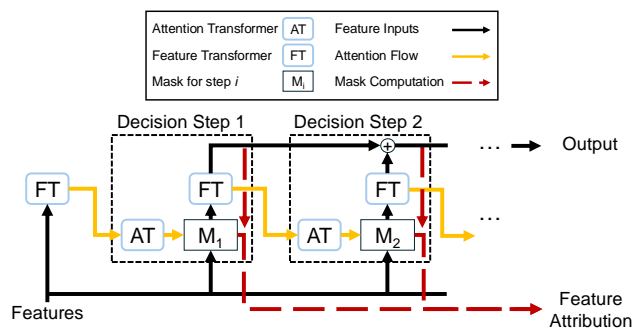 Attention Transformer AT Feature Inputs
Feature Transformer FT Attention Flow
Mask for step i Mi Mask Computation
Decision Step 1 Decision Step 2
+ ... Output
FT FT FT
AT M1 AT M2 ...
Features Feature
Attribution